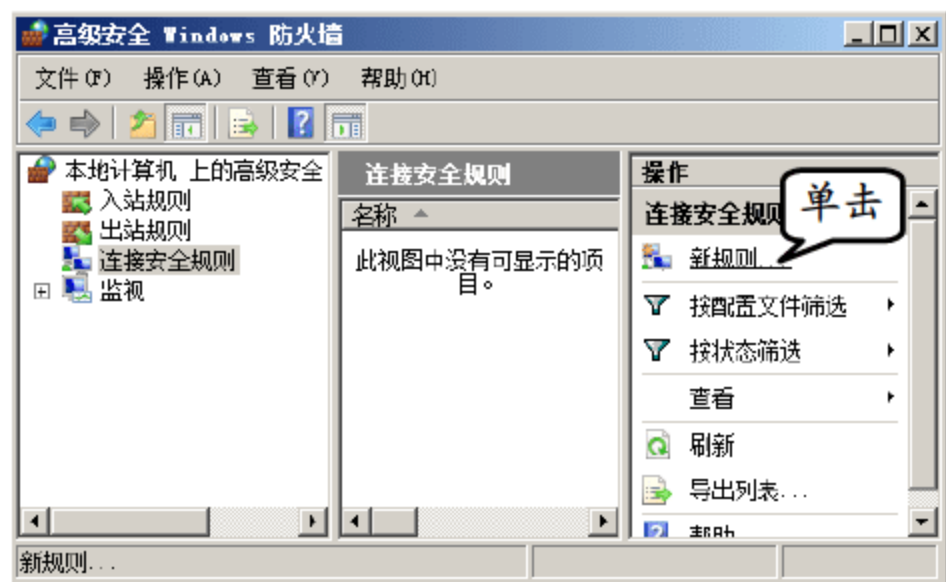 高级安全 Windows 防火墙
文件(F) 操作(A) 查看(V) 帮助(H)
本地计算机 上的高级安全
入站规则
出站规则
连接安全规则
监视
连接安全规则
名称
此视图中没有可显示的项
目。
操作
连接安全规则
单击
新规则...
按配置文件筛选
按状态筛选
查看
刷新
导出列表...
帮助
新规则...